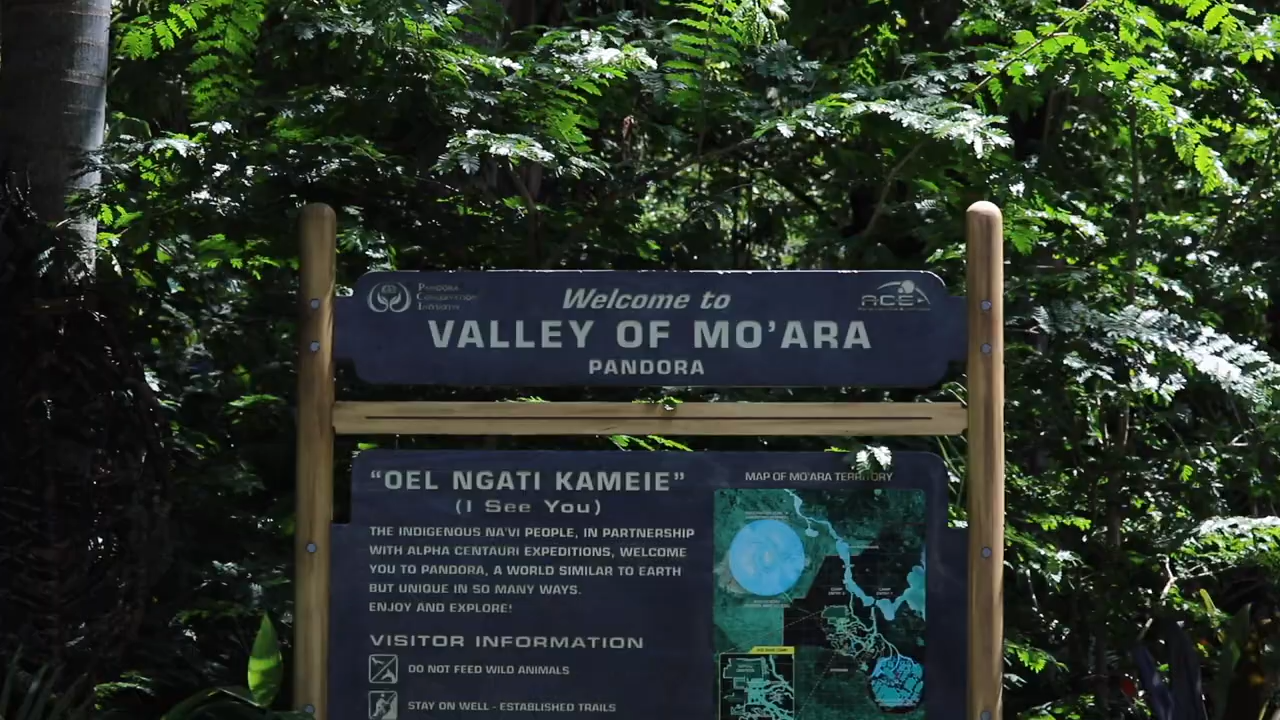 PANDORA
CONSERVATION
INITIATIVE
ACE
Welcome to
VALLEY OF MO'ARA
PANDORA
"OEL NGATI KAMEIE"
(I See You)
THE INDIGENOUS NA'VI PEOPLE, IN PARTNERSHIP
WITH ALPHA CENTAURI EXPEDITIONS, WELCOME
YOU TO PANDORA, A WORLD SIMILAR TO EARTH
BUT UNIQUE IN SO MANY WAYS.
ENJOY AND EXPLORE!
VISITOR INFORMATION
DO NOT FEED WILD ANIMALS
STAY ON WELL - ESTABLISHED TRAILS
MAP OF MO'ARA TERRITORY